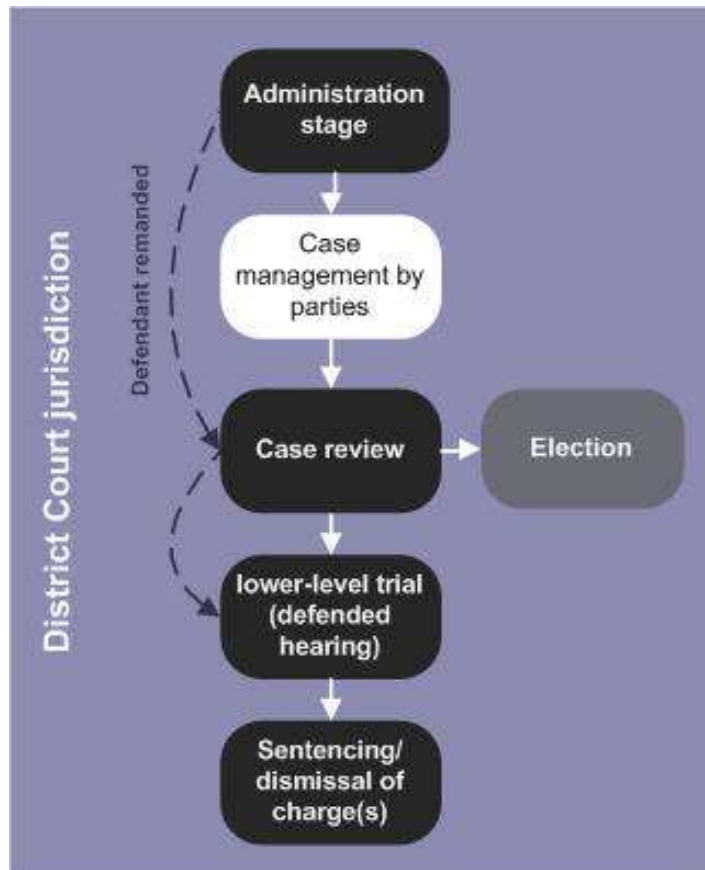 Administration
stage
Defendant remanded
Case
management by
parties
District Court jurisdiction
Case review
Election
lower-level trial
(defended
hearing)
Sentencing/
dismissal of
charge(s)